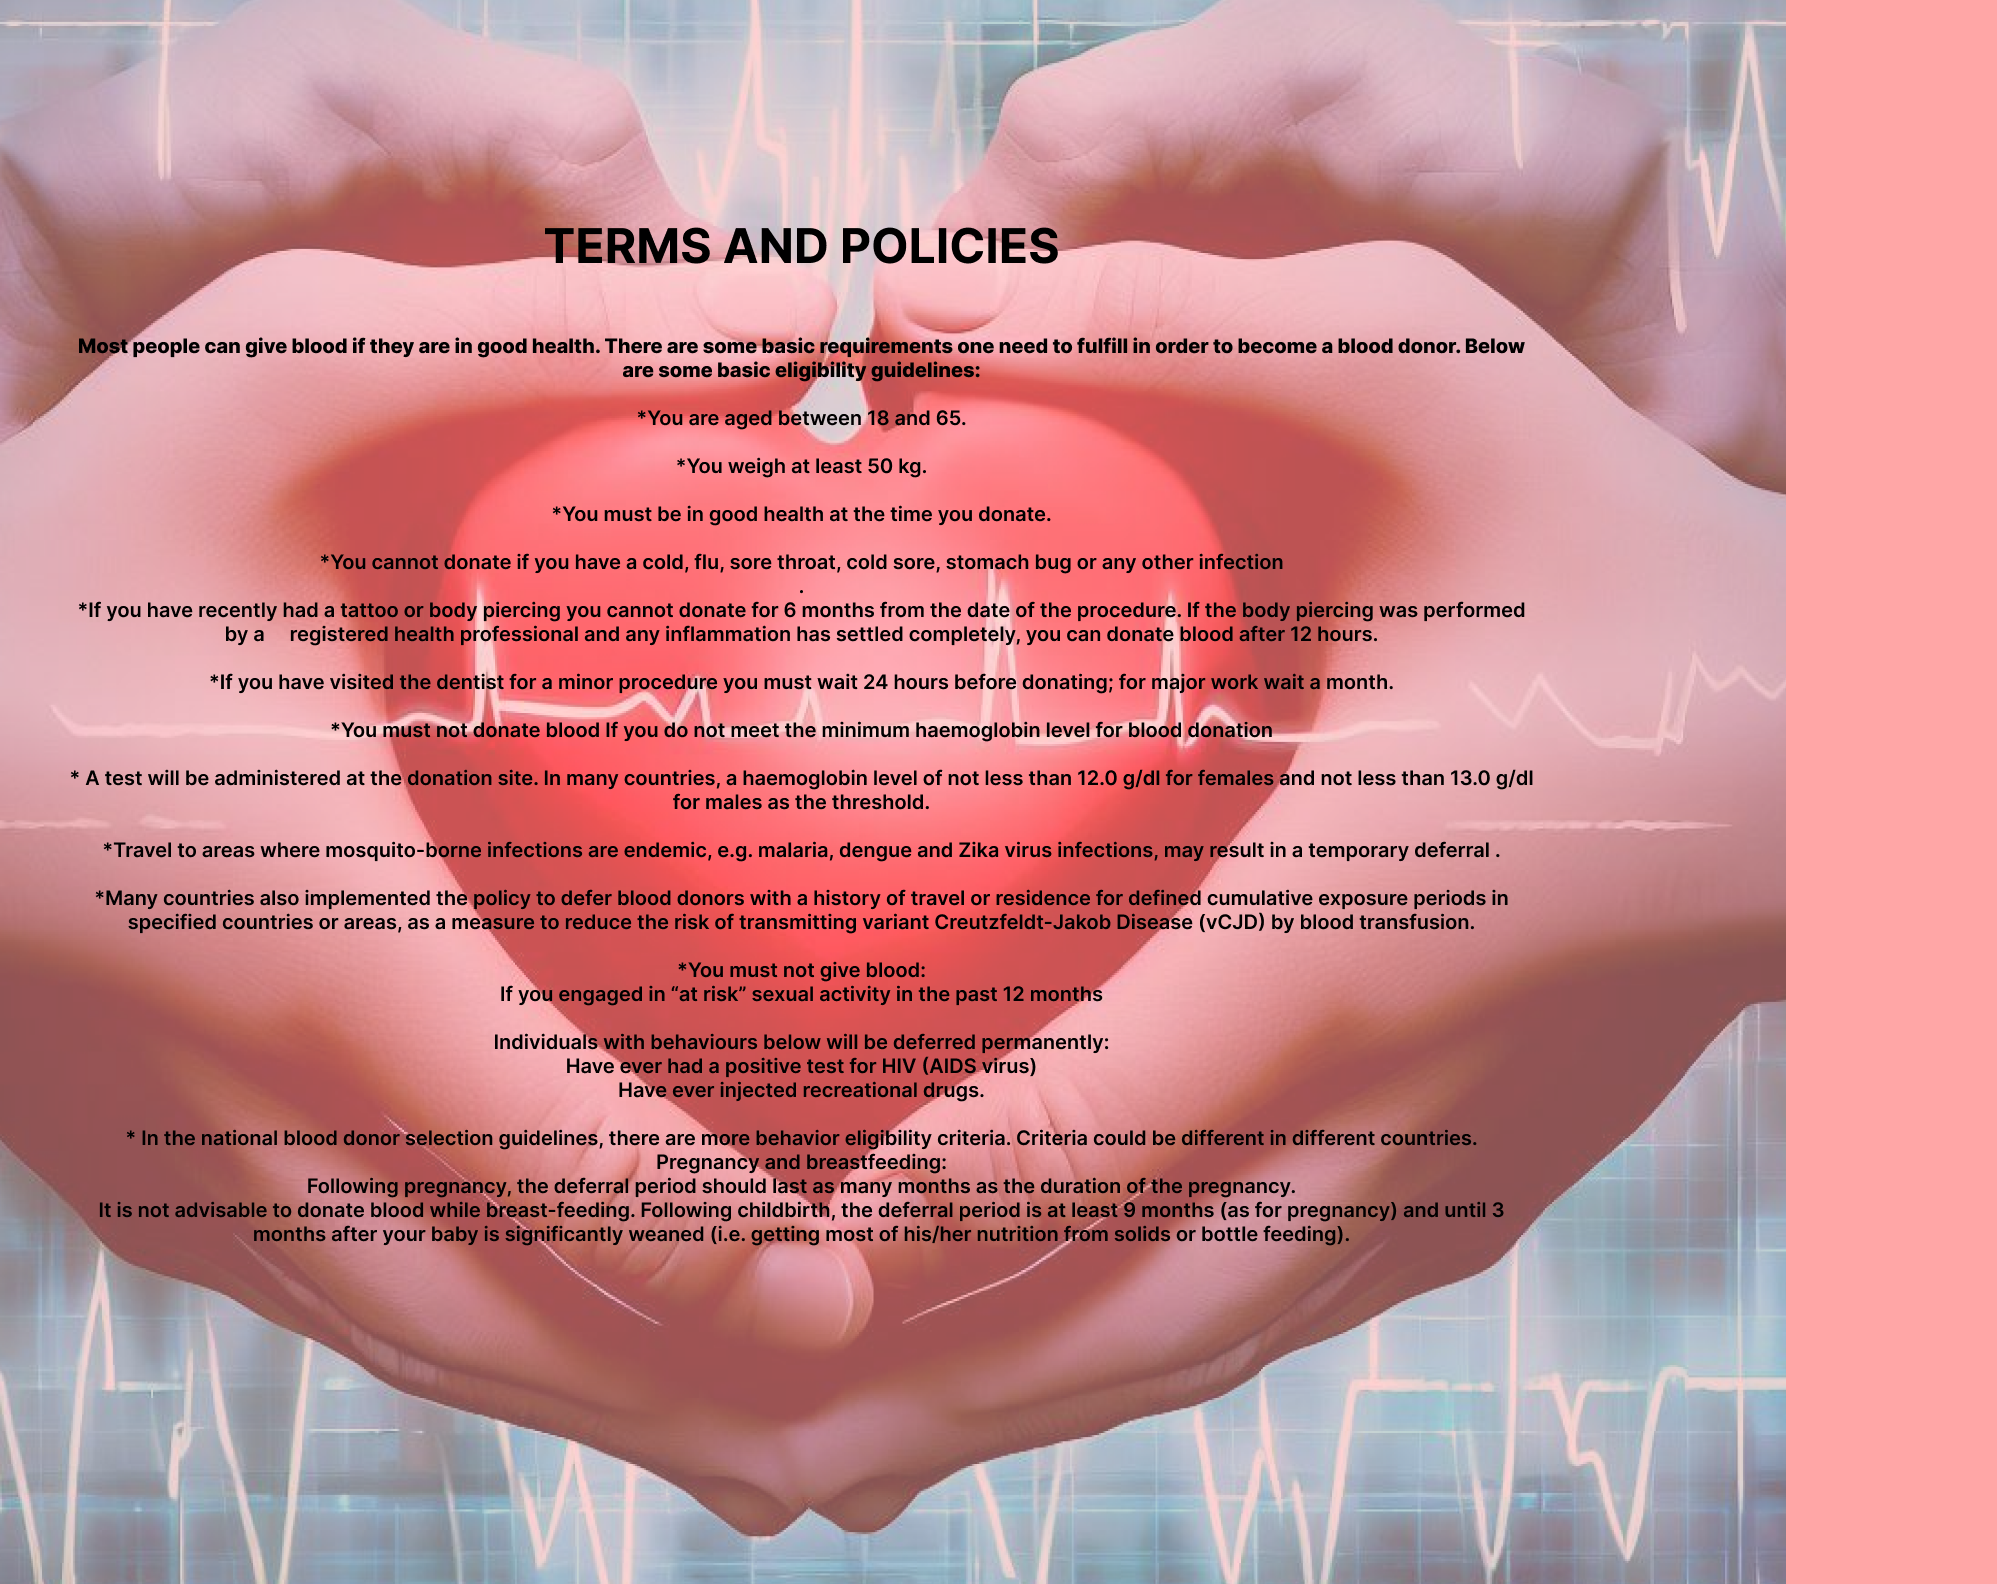 TERMS AND POLICIES
Most people can give blood if they are in good health. There are some basic requirements one need to fulfill in order to become a blood donor. Below
are some basic eligibility guidelines:
*You are aged between 18 and 65.
*You weigh at least 50 kg.
*You must be in good health at the time you donate.
*You cannot donate if you have a cold, flu, sore throat, cold sore, stomach bug or any other infection
.
*If you have recently had a tattoo or body piercing you cannot donate for 6 months from the date of the procedure. If the body piercing was performed
by a    registered health professional and any inflammation has settled completely, you can donate blood after 12 hours.
*If you have visited the dentist for a minor procedure you must wait 24 hours before donating; for major work wait a month.
*You must not donate blood If you do not meet the minimum haemoglobin level for blood donation
* A test will be administered at the donation site. In many countries, a haemoglobin level of not less than 12.0 g/dl for females and not less than 13.0 g/dl
for males as the threshold.
*Travel to areas where mosquito-borne infections are endemic, e.g. malaria, dengue and Zika virus infections, may result in a temporary deferral .
*Many countries also implemented the policy to defer blood donors with a history of travel or residence for defined cumulative exposure periods in
specified countries or areas, as a measure to reduce the risk of transmitting variant Creutzfeldt-Jakob Disease (vCJD) by blood transfusion.
*You must not give blood:
If you engaged in “at risk” sexual activity in the past 12 months
Individuals with behaviours below will be deferred permanently:
Have ever had a positive test for HIV (AIDS virus)
Have ever injected recreational drugs.
* In the national blood donor selection guidelines, there are more behavior eligibility criteria. Criteria could be different in different countries.
Pregnancy and breastfeeding:
Following pregnancy, the deferral period should last as many months as the duration of the pregnancy.
It is not advisable to donate blood while breast-feeding. Following childbirth, the deferral period is at least 9 months (as for pregnancy) and until 3
months after your baby is significantly weaned (i.e. getting most of his/her nutrition from solids or bottle feeding).